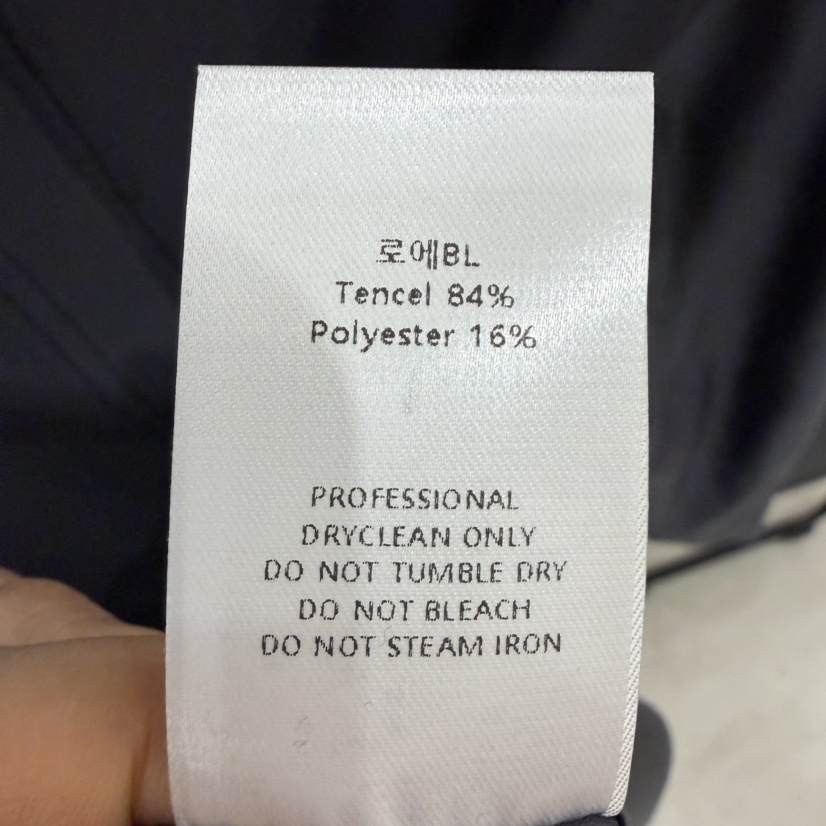 로에BL
Tencel 84%
Polyester 16%
PROFESSIONAL
DRYCLEAN ONLY
DO NOT TUMBLE DRY
DO NOT BLEACH
DO NOT STEAM IRON